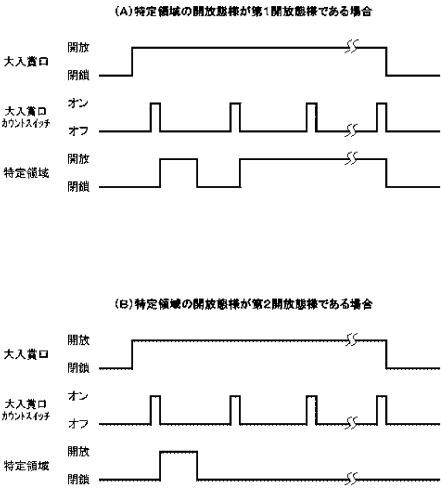 (A)特定領域の開放態様が第1開放態様である場合
大入賞口
開放
閉鎖
大入賞口
カウントスイッチ
オン
オフ
特定領域
開放
閉鎖
(B)特定領域の開放態様が第2開放態様である場合
大入賞口
開放
閉鎖
大入賞口
カウントスイッチ
オン
オフ
特定領域
開放
閉鎖